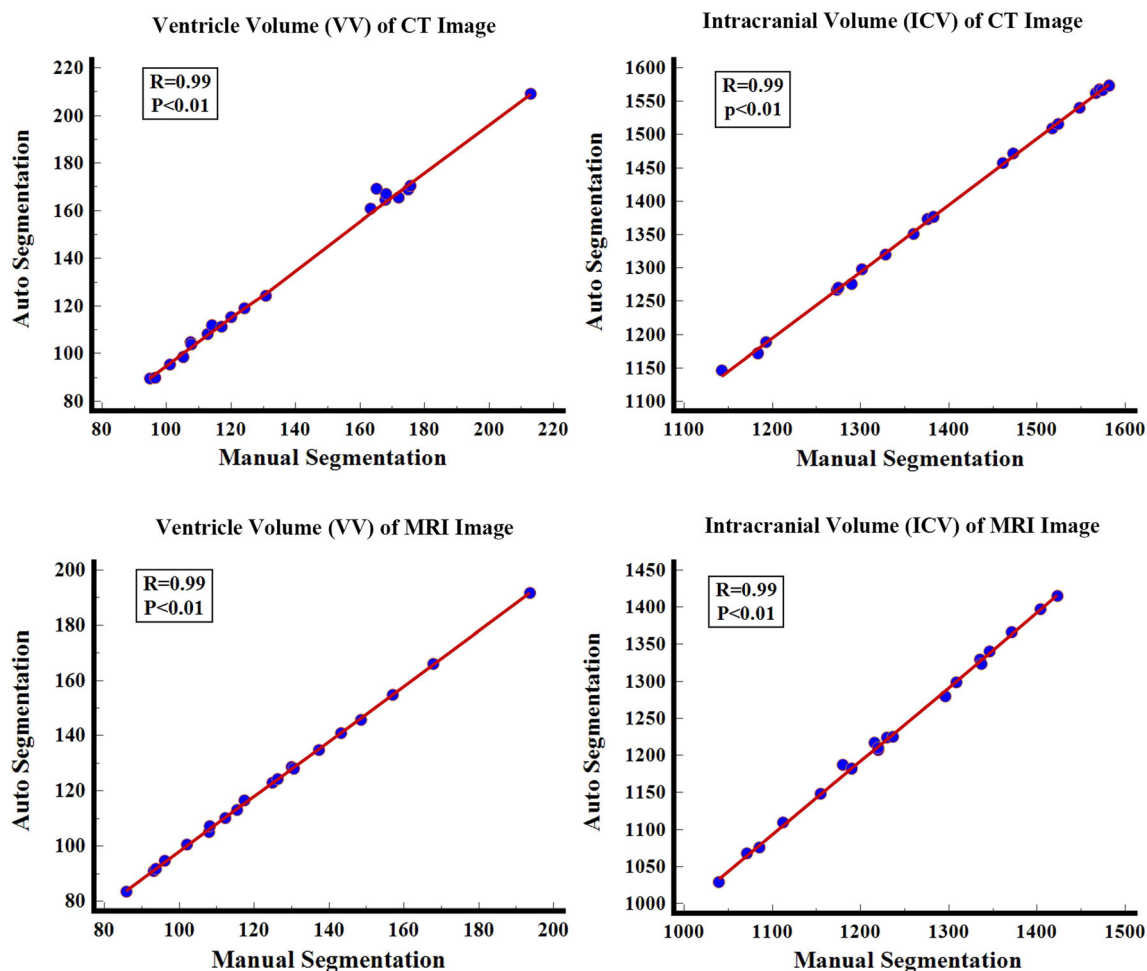 Ventricle Volume (VV) of CT Image
R=0.99
P<0.01
Auto Segmentation
220
200
180
160
140
120
100
80
80 100 120 140 160 180 200 220
Manual Segmentation
Intracranial Volume (ICV) of CT Image
R=0.99
p<0.01
Auto Segmentation
1600
1550
1500
1450
1400
1350
1300
1250
1200
1150
1100
1100 1200 1300 1400 1500 1600
Manual Segmentation
Ventricle Volume (VV) of MRI Image
R=0.99
P<0.01
Auto Segmentation
200
180
160
140
120
100
80
80 100 120 140 160 180 200
Manual Segmentation
Intracranial Volume (ICV) of MRI Image
R=0.99
P<0.01
Auto Segmentation
1450
1400
1350
1300
1250
1200
1150
1100
1050
1000
1000 1100 1200 1300 1400 1500
Manual Segmentation